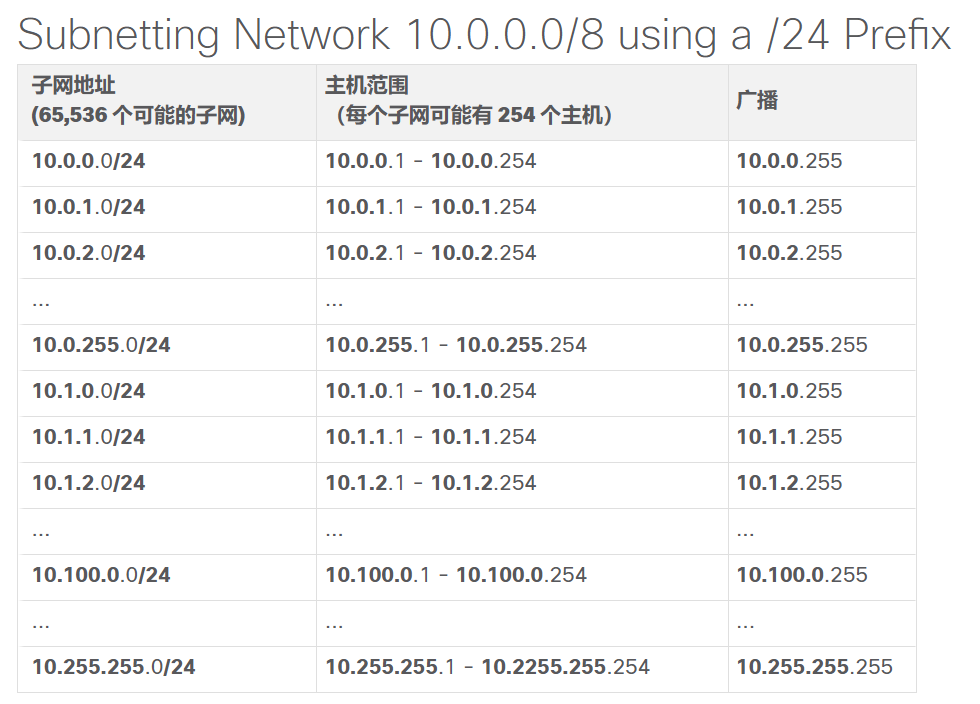 Subnetting Network 10.0.0.0/8 using a /24 Prefix
子网地址
(65,536 个可能的子网)
主机范围
（每个子网可能有 254 个主机）
广播
10.0.0.0/24 10.0.0.1 - 10.0.0.254 10.0.0.255
10.0.1.0/24 10.0.1.1 - 10.0.1.254 10.0.1.255
10.0.2.0/24 10.0.2.1 - 10.0.2.254 10.0.2.255
... ... ...
10.0.255.0/24 10.0.255.1 - 10.0.255.254 10.0.255.255
10.1.0.0/24 10.1.0.1 - 10.1.0.254 10.1.0.255
10.1.1.0/24 10.1.1.1 - 10.1.1.254 10.1.1.255
10.1.2.0/24 10.1.2.1 - 10.1.2.254 10.1.2.255
... ... ...
10.100.0.0/24 10.100.0.1 - 10.100.0.254 10.100.0.255
... ... ...
10.255.255.0/24 10.255.255.1 - 10.2255.255.254 10.255.255.255